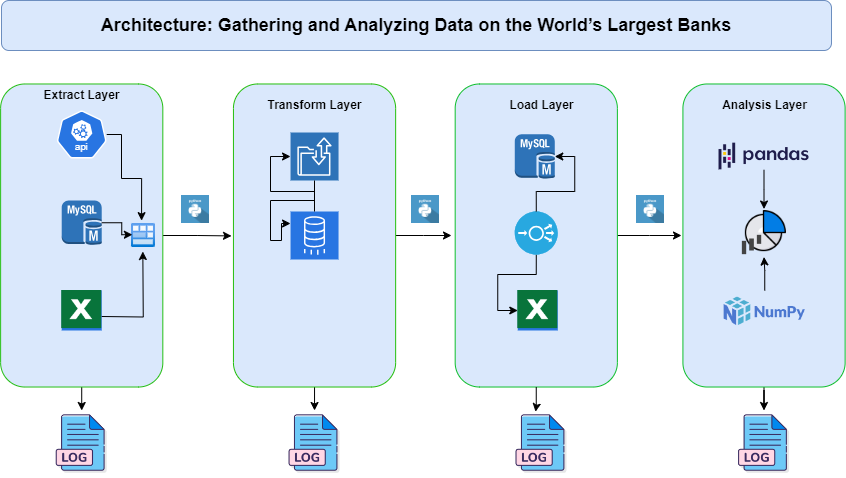 Architecture: Gathering and Analyzing Data on the World's Largest Banks
Extract Layer
api
MySQL
M
X
LOG
python
Transform Layer
LOG
python
Load Layer
MySQL
M
X
LOG
python
Analysis Layer
pandas
NumPy
LOG